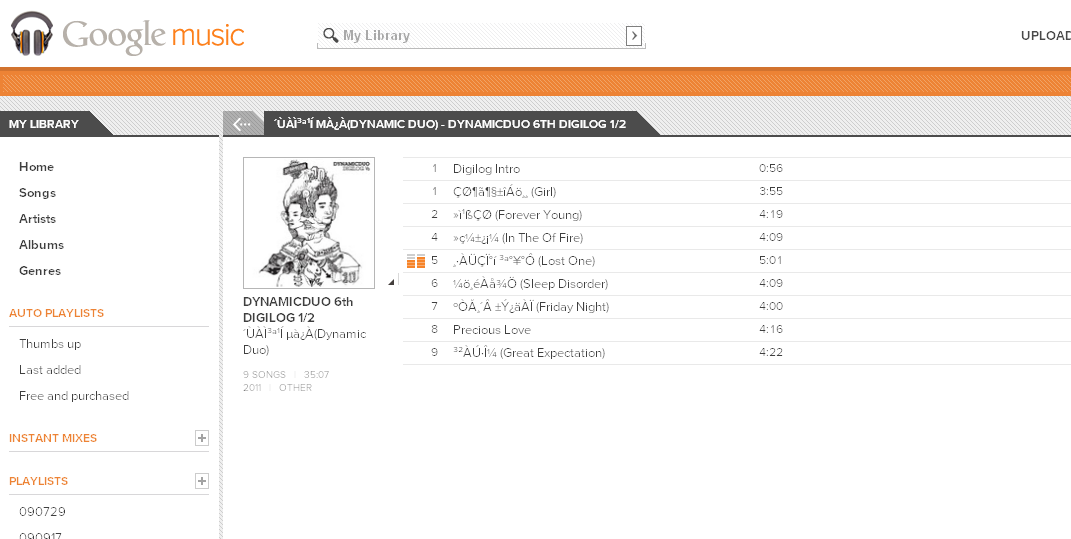 Google music
My Library
UPLOAD
MY LIBRARY
´ÙÀÌ³ª¹Í MÀ¿À(DYNAMIC DUO) - DYNAMICDUO 6TH DIGILOG 1/2
Home
Songs
Artists
Albums
Genres
AUTO PLAYLISTS
Thumbs up
Last added
Free and purchased
INSTANT MIXES
PLAYLISTS
090729
090917
DYNAMICDUO
DIGILOG ½
DYNAMICDUO 6th
DIGILOG 1/2
´ÙÀÌ³ª¹Í µà¿À(Dynamic
Duo)
9 SONGS | 35:07
2011 | OTHER
1 Digilog Intro 0:56
1 ÇØ¶ã¶§±îÁö¸¸ (Girl) 3:55
2 »ì¹ßÇØ (Forever Young) 4:19
4 »ç¼±¿¡¼­ (In The Of Fire) 4:09
5 ¸·ÀÜÇÏ°í ³ª°¥°Ô (Lost One) 5:01
6 ¼ö¸éÀå¾Ö (Sleep Disorder) 4:09
7 ºÒÅ¸´Â ±Ý¿äÀÏ (Friday Night) 4:00
8 Precious Love 4:16
9 ³²ÀÚ·Î¼­ (Great Expectation) 4:22